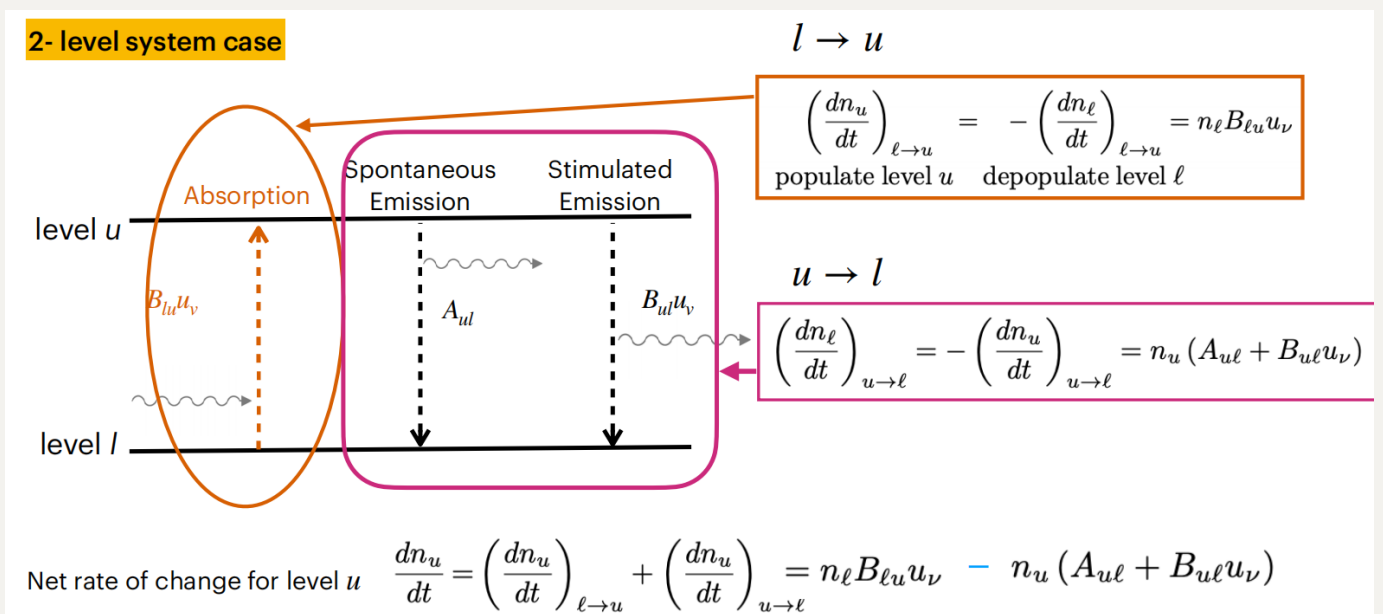 2- level system case
l → u
(dn_u/dt)_{ℓ→u} = −(dn_ℓ/dt)_{ℓ→u} = n_ℓ B_{ℓu} u_ν
populate level u depopulate level ℓ
Absorption
Spontaneous
Emission
Stimulated
Emission
level u
B_{lu}u_ν
A_{ul}
B_{ul}u_ν
level l
u → l
(dn_ℓ/dt)_{u→ℓ} = −(dn_u/dt)_{u→ℓ} = n_u (A_{uℓ} + B_{uℓ}u_ν)
Net rate of change for level u dn_u/dt = (dn_u/dt)_{ℓ→u} + (dn_u/dt)_{u→ℓ} = n_ℓ B_{ℓu} u_ν − n_u (A_{uℓ} + B_{uℓ}u_ν)